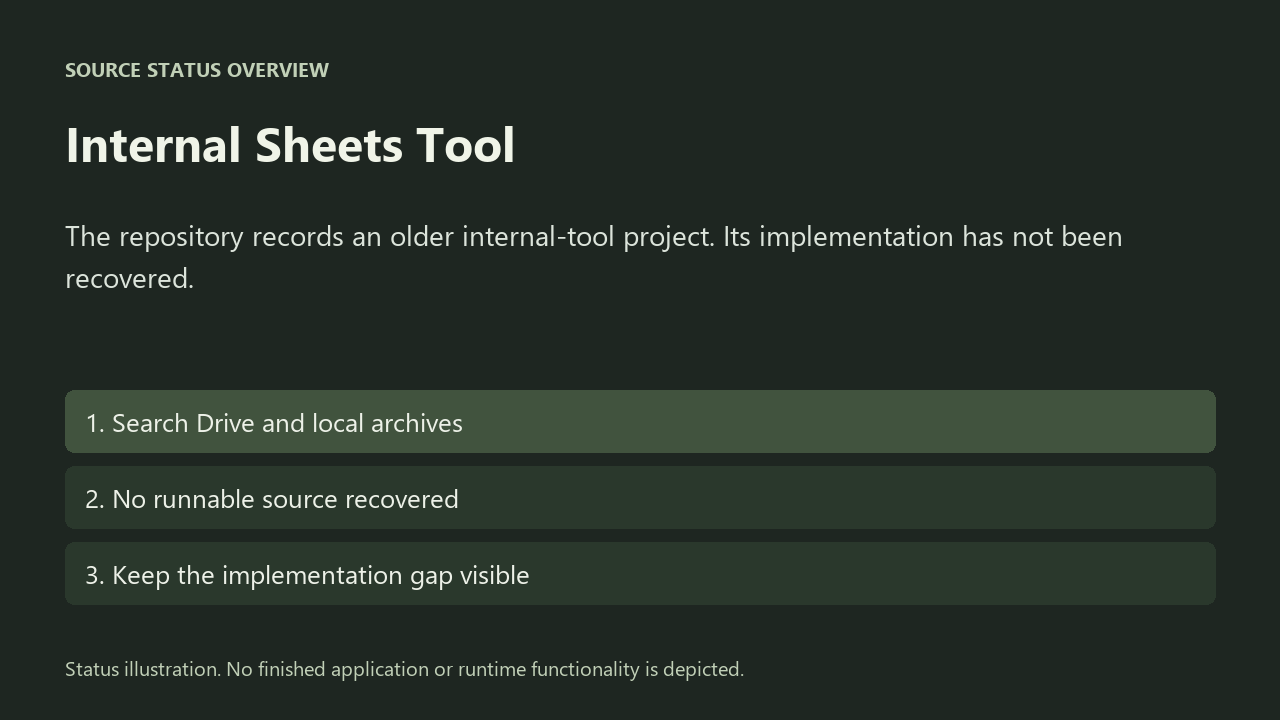 SOURCE STATUS OVERVIEW
Internal Sheets Tool
The repository records an older internal-tool project. Its implementation has not been
recovered.
1. Search Drive and local archives
2. No runnable source recovered
3. Keep the implementation gap visible
Status illustration. No finished application or runtime functionality is depicted.